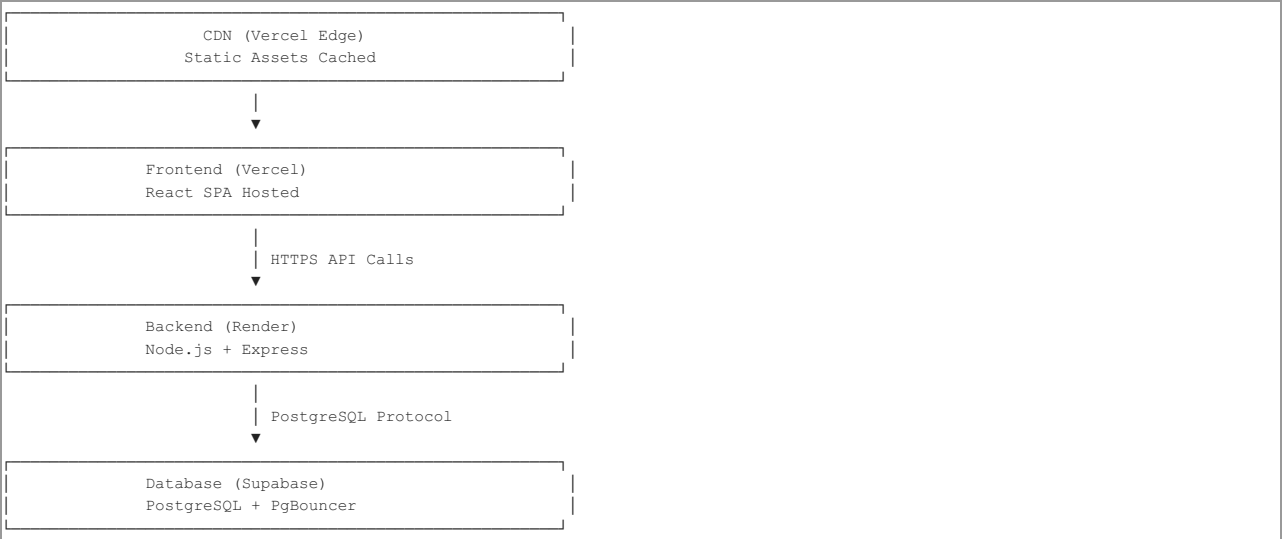 CDN (Vercel Edge)
Static Assets Cached
Frontend (Vercel)
React SPA Hosted
HTTPS API Calls
Backend (Render)
Node.js + Express
PostgreSQL Protocol
Database (Supabase)
PostgreSQL + PgBouncer